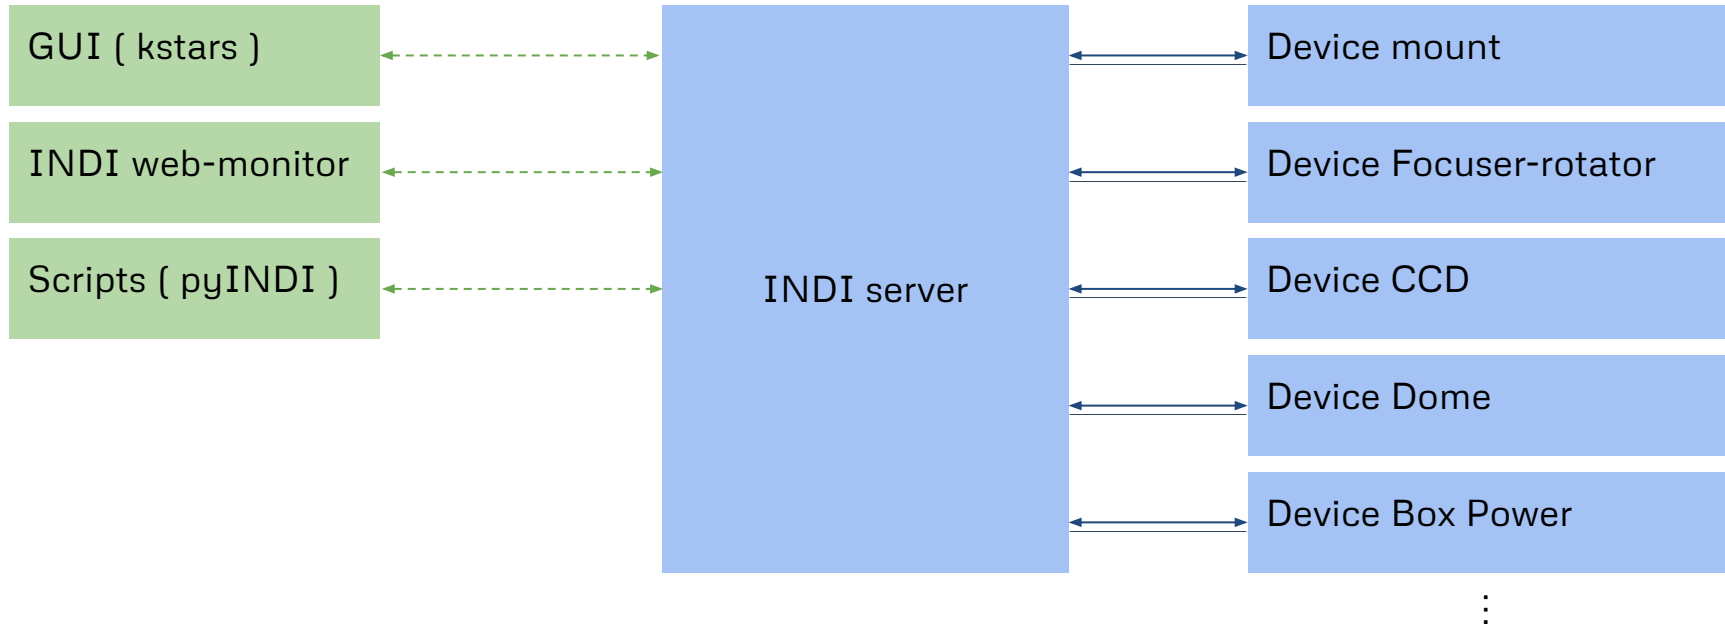 GUI ( kstars )
INDI web-monitor
Scripts ( pyINDI )
INDI server
Device mount
Device Focuser-rotator
Device CCD
Device Dome
Device Box Power
⋮